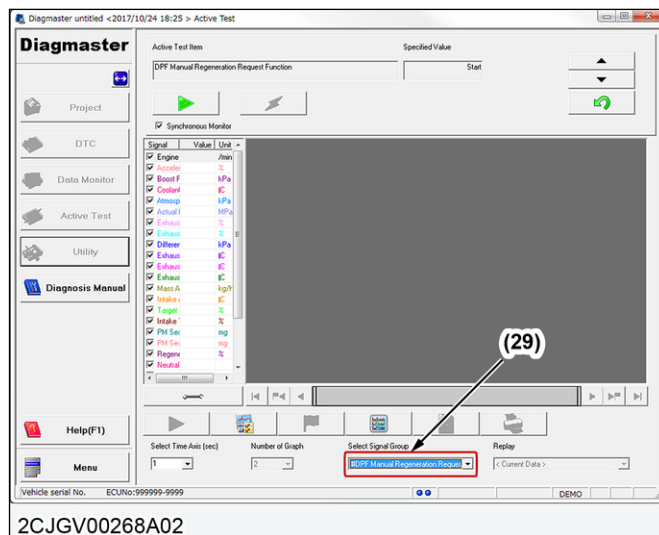 Diagmaster untitled <2017/10/24 18:25 > Active Test
Diagmaster
Project
DTC
Data Monitor
Active Test
Utility
Diagnosis Manual
Help(F1)
Menu
Active Test Item
Specified Value
DPF Manual Regeneration Request Function
Start
Synchronous Monitor
Signal Value Unit
Engine /min
Acceler %
Boost P kPa
Coolant
Atmosp kPa
Actual MPa
Exhaus %
Exhaus %
Differer kPa
Exhaus
Exhaus
Exhaus
Mass A kg/h
Intake
Target %
Intake %
PM Sec mg
PM Sec mg
Regene %
Neutral
(29)
Select Time Axis (sec)
Number of Graph
Select Signal Group
Replay
1
2
DPF Manual Regeneration Reques
< Current Data >
Vehicle serial No. ECUNo:999999-9999
DEMO
2CJGV00268A02